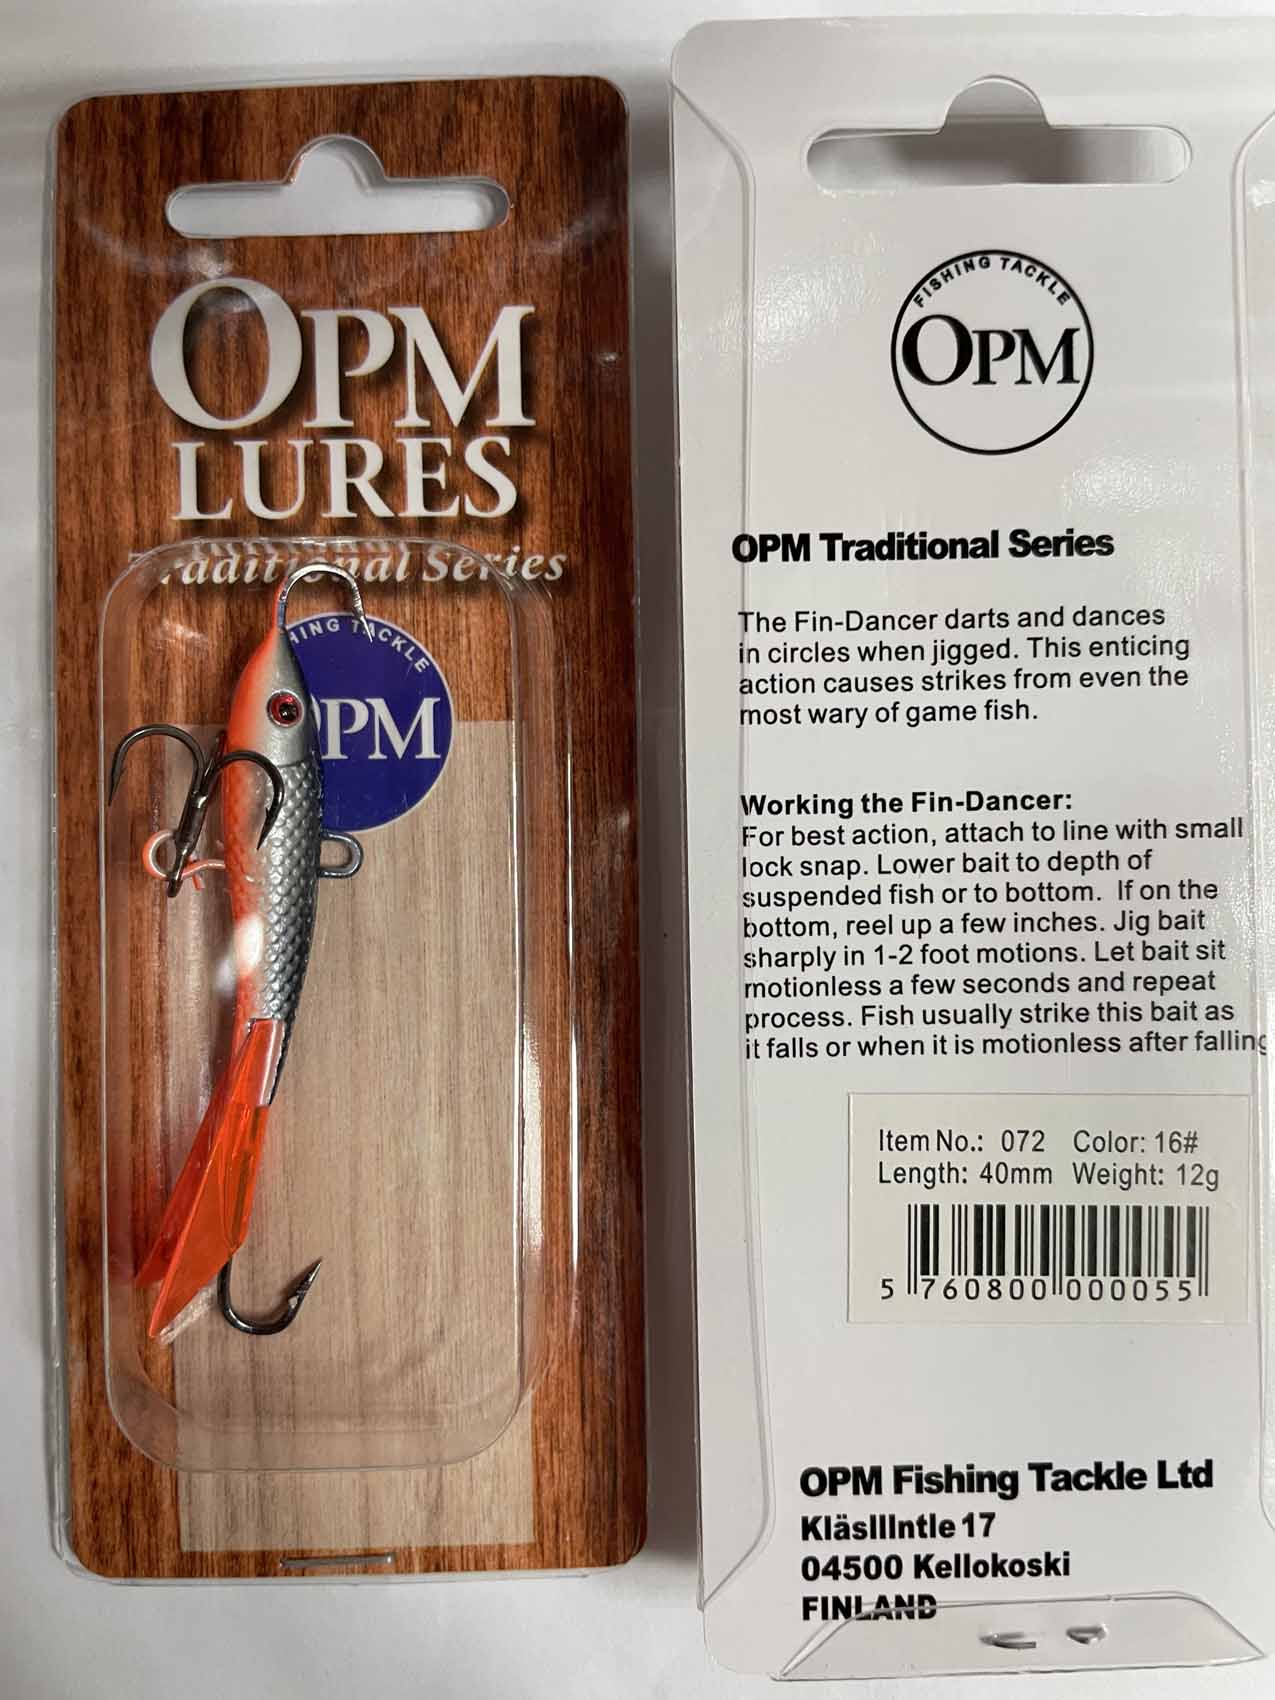 OPM
LURES
Traditional Series
FISHING TACKLE
OPM
FISHING TACKLE
OPM
OPM Traditional Series
The Fin-Dancer darts and dances
in circles when jigged. This enticing
action causes strikes from even the
most wary of game fish.
Working the Fin-Dancer:
For best action, attach to line with small
lock snap. Lower bait to depth of
suspended fish or to bottom. If on the
bottom, reel up a few inches. Jig bait
sharply in 1-2 foot motions. Let bait sit
motionless a few seconds and repeat
process. Fish usually strike this bait as
it falls or when it is motionless after falling
Item No.: 072 Color: 16#
Length: 40mm Weight: 12g
5 760800 000055
OPM Fishing Tackle Ltd
KläsIIIntIe 17
04500 Kellokoski
FINLAND